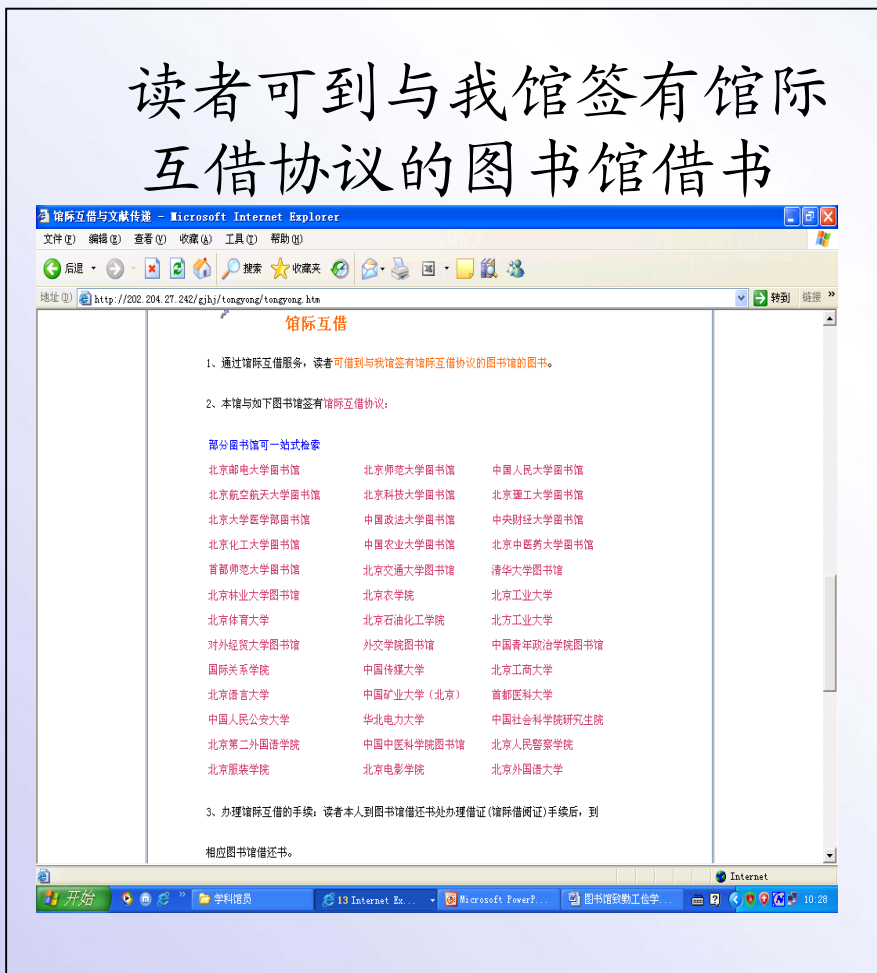 读者可到与我馆签有馆际
互借协议的图书馆借书
馆际互借与文献传递 - Microsoft Internet Explorer
文件(F) 编辑(E) 查看(V) 收藏(A) 工具(T) 帮助(H)
后退 搜索 收藏夹
地址(D) http://202.204.27.242/gjhj/tongyong/tongyong.htm 转到 链接 »
馆际互借
1、通过馆际互借服务，读者可借到与我馆签有馆际互借协议的图书馆的图书。
2、本馆与如下图书馆签有馆际互借协议：
部分图书馆可一站式检索
北京邮电大学图书馆 北京师范大学图书馆 中国人民大学图书馆
北京航空航天大学图书馆 北京科技大学图书馆 北京理工大学图书馆
北京大学医学部图书馆 中国政法大学图书馆 中央财经大学图书馆
北京化工大学图书馆 中国农业大学图书馆 北京中医药大学图书馆
首都师范大学图书馆 北京交通大学图书馆 清华大学图书馆
北京林业大学图书馆 北京农学院 北京工业大学
北京体育大学 北京石油化工学院 北方工业大学
对外经贸大学图书馆 外交学院图书馆 中国青年政治学院图书馆
国际关系学院 中国传媒大学 北京工商大学
北京语言大学 中国矿业大学（北京） 首都医科大学
中国人民公安大学 华北电力大学 中国社会科学院研究生院
北京第二外国语学院 中国中医科学院图书馆 北京人民警察学院
北京服装学院 北京电影学院 北京外国语大学
3、办理馆际互借的手续：读者本人到图书馆借还书处办理借证(馆际借阅证)手续后，到
相应图书馆借还书。
Internet
开始 » 学科馆员 13 Internet Ex... Microsoft PowerP... 图书馆致勤工俭学... 10:28